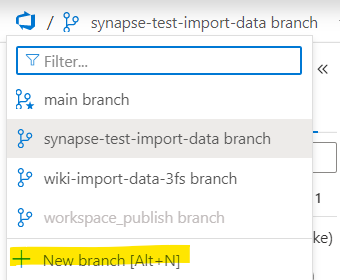 / synapse-test-import-data branch
Filter...
main branch
synapse-test-import-data branch
wiki-import-data-3fs branch
1
workspace_publish branch
ke)
+ New branch [Alt+N]